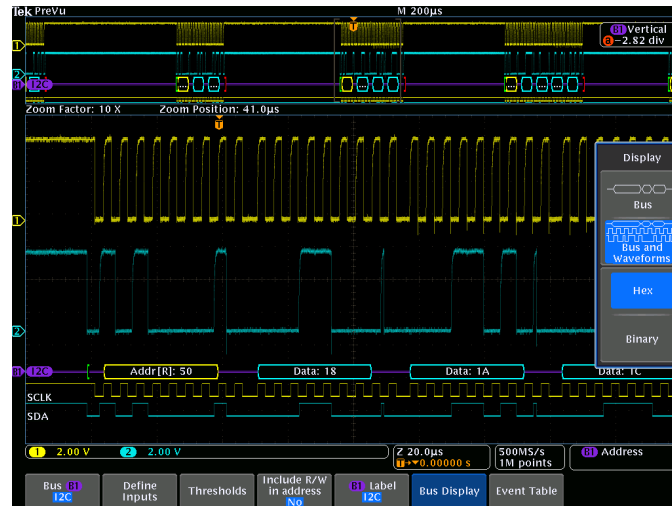 Tek PreVu M 200µs
B1 Vertical
a −2.82 div
T
1
2
B1 I2C
Zoom Factor: 10 X Zoom Position: 41.0µs
T
Display
1
Bus
Bus and
Waveforms
Hex
2
Binary
B1 I2C Addr[R]: 50 Data: 18 Data: 1A Data: 1C
SCLK
SDA
1 2.00 V 2 2.00 V Z 20.0µs 500MS/s B1 Address
T→▼0.00000 s 1M points
Bus B1
I2C
Define
Inputs
Thresholds
Include R/W
in address
No
B1 Label
I2C
Bus Display
Event Table